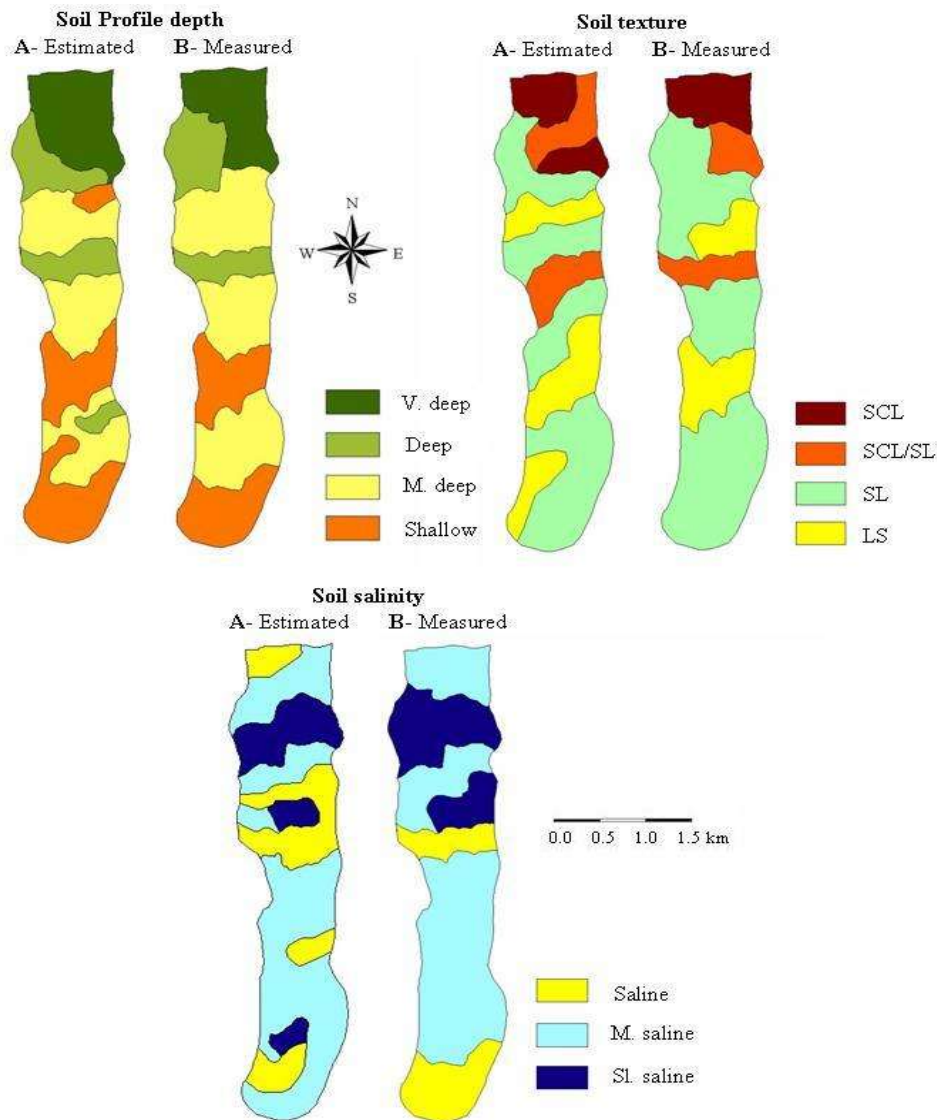 Soil Profile depth
A- Estimated B- Measured
Soil texture
A- Estimated B- Measured
N
W E
S
V. deep
Deep
M. deep
Shallow
SCL
SCL/SL
SL
LS
Soil salinity
A- Estimated B- Measured
0.0 0.5 1.0 1.5 km
Saline
M. saline
Sl. saline